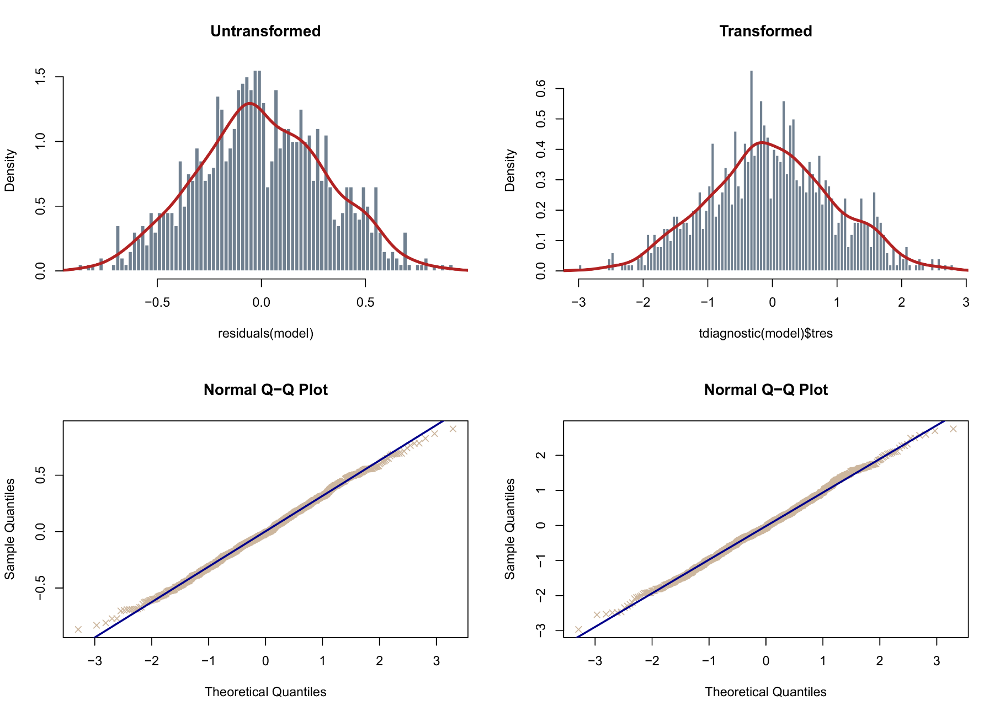 Untransformed
Density
1.5
1.0
0.5
0.0
−0.5 0.0 0.5
residuals(model)
Transformed
Density
0.6
0.5
0.4
0.3
0.2
0.1
0.0
−3 −2 −1 0 1 2 3
tdiagnostic(model)$tres
Normal Q−Q Plot
Sample Quantiles
0.5
0.0
−0.5
−3 −2 −1 0 1 2 3
Theoretical Quantiles
Normal Q−Q Plot
Sample Quantiles
2
1
0
−1
−2
−3
−3 −2 −1 0 1 2 3
Theoretical Quantiles